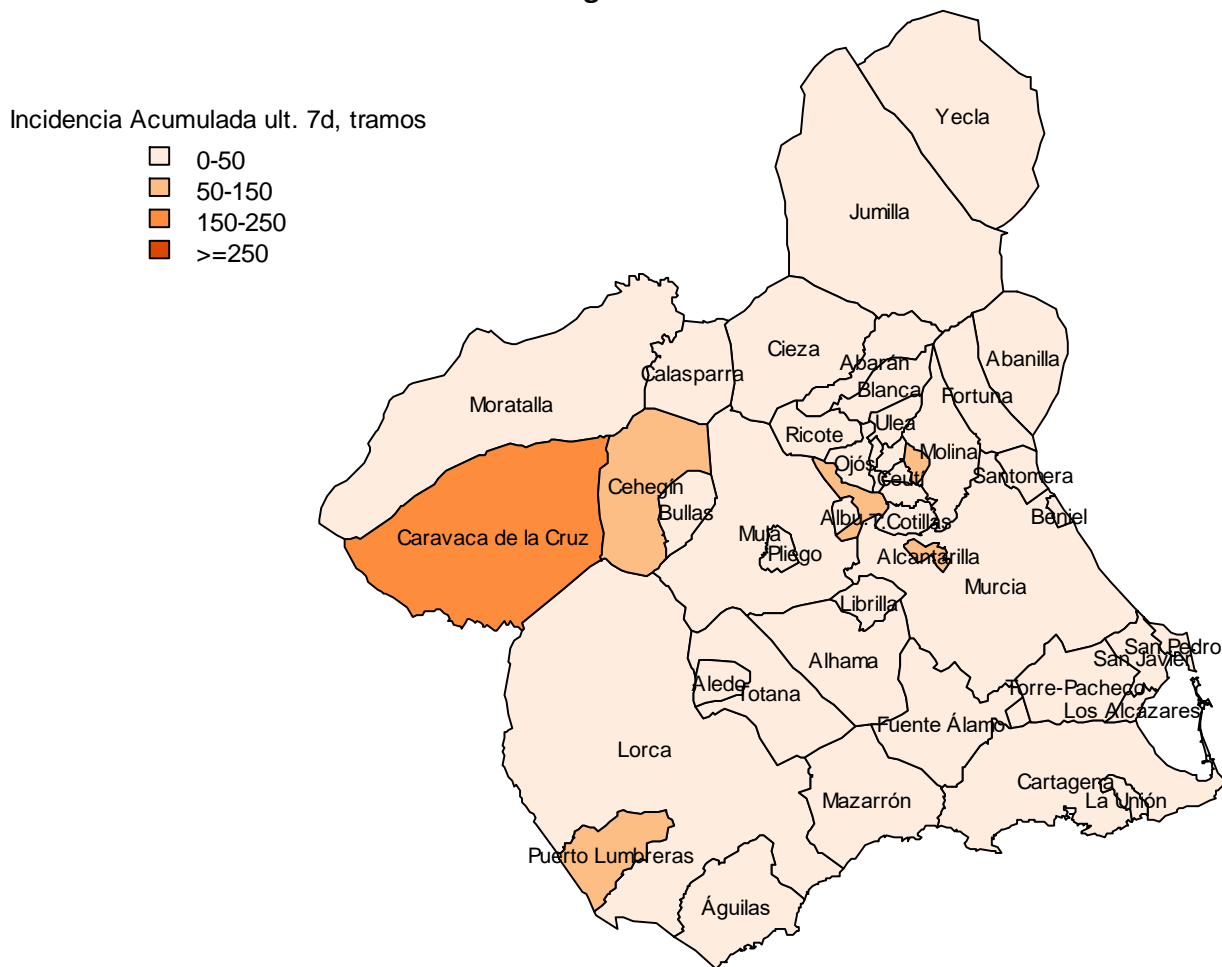 Incidencia Acumulada ult. 7d, tramos
0-50
50-150
150-250
>=250
Yecla
Jumilla
Cieza
Abarán
Abanilla
Calasparra
Blanca
Fortuna
Moratalla
Ulea
Ricote
Molina
Ojós
Santomera
Ceutí
Cehegín
Bullas
Albu.
T.Cotillas
Beniel
Caravaca de la Cruz
Mula
Pliego
Alcantarilla
Murcia
Librilla
San Pedro
San Javier
Alhama
Aledo
Totana
Torre-Pacheco
Los Alcázares
Fuente Álamo
Lorca
Cartagena
Mazarrón
La Unión
Puerto Lumbreras
Águilas